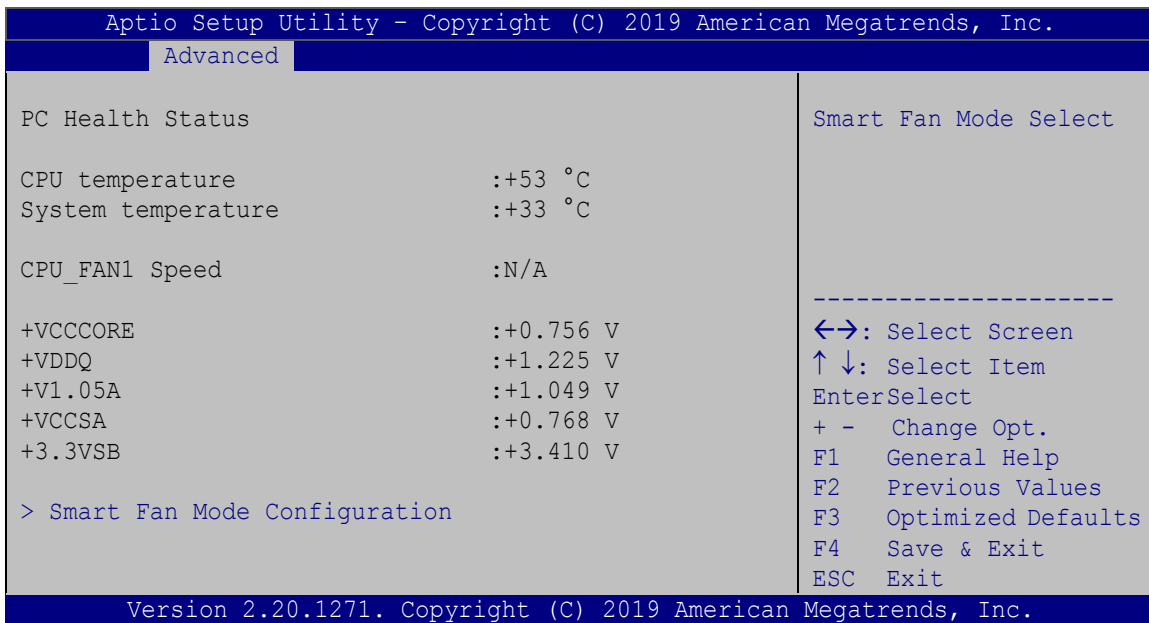 Aptio Setup Utility – Copyright (C) 2019 American Megatrends, Inc.
Advanced
PC Health Status
CPU temperature :+53 °C
System temperature :+33 °C
CPU_FAN1 Speed :N/A
+VCCCORE :+0.756 V
+VDDQ :+1.225 V
+V1.05A :+1.049 V
+VCCSA :+0.768 V
+3.3VSB :+3.410 V
> Smart Fan Mode Configuration
Smart Fan Mode Select
---------------------
←→: Select Screen
↑ ↓: Select Item
EnterSelect
+ - Change Opt.
F1 General Help
F2 Previous Values
F3 Optimized Defaults
F4 Save & Exit
ESC Exit
Version 2.20.1271. Copyright (C) 2019 American Megatrends, Inc.